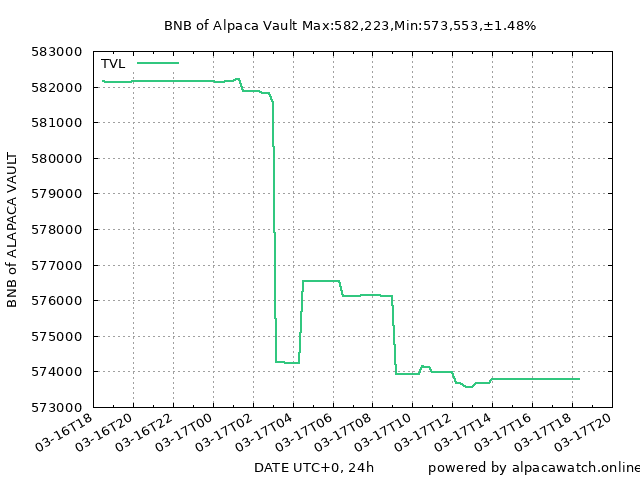 BNB of Alpaca Vault Max:582,223,Min:573,553,±1.48%
TVL
583000
582000
581000
580000
579000
578000
577000
576000
575000
574000
573000
BNB of ALAPACA VAULT
03-16T18
03-16T20
03-16T22
03-17T00
03-17T02
03-17T04
03-17T06
03-17T08
03-17T10
03-17T12
03-17T14
03-17T16
03-17T18
03-17T20
DATE UTC+0, 24h
powered by alpacawatch.online